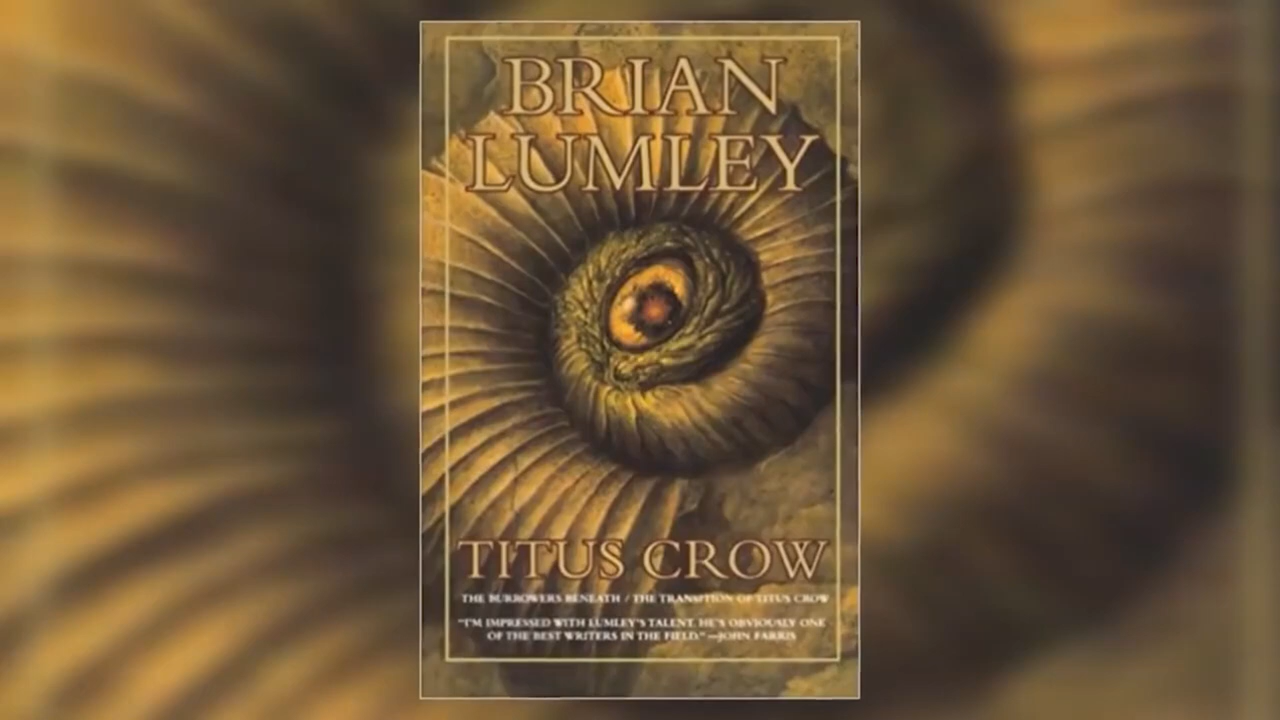 BRIAN
LUMLEY
TITUS CROW
THE BURROWERS BENEATH / THE TRANSITION OF TITUS CROW
"I'M IMPRESSED WITH LUMLEY'S TALENT. HE'S OBVIOUSLY ONE
OF THE BEST WRITERS IN THE FIELD." —JOHN FARRIS